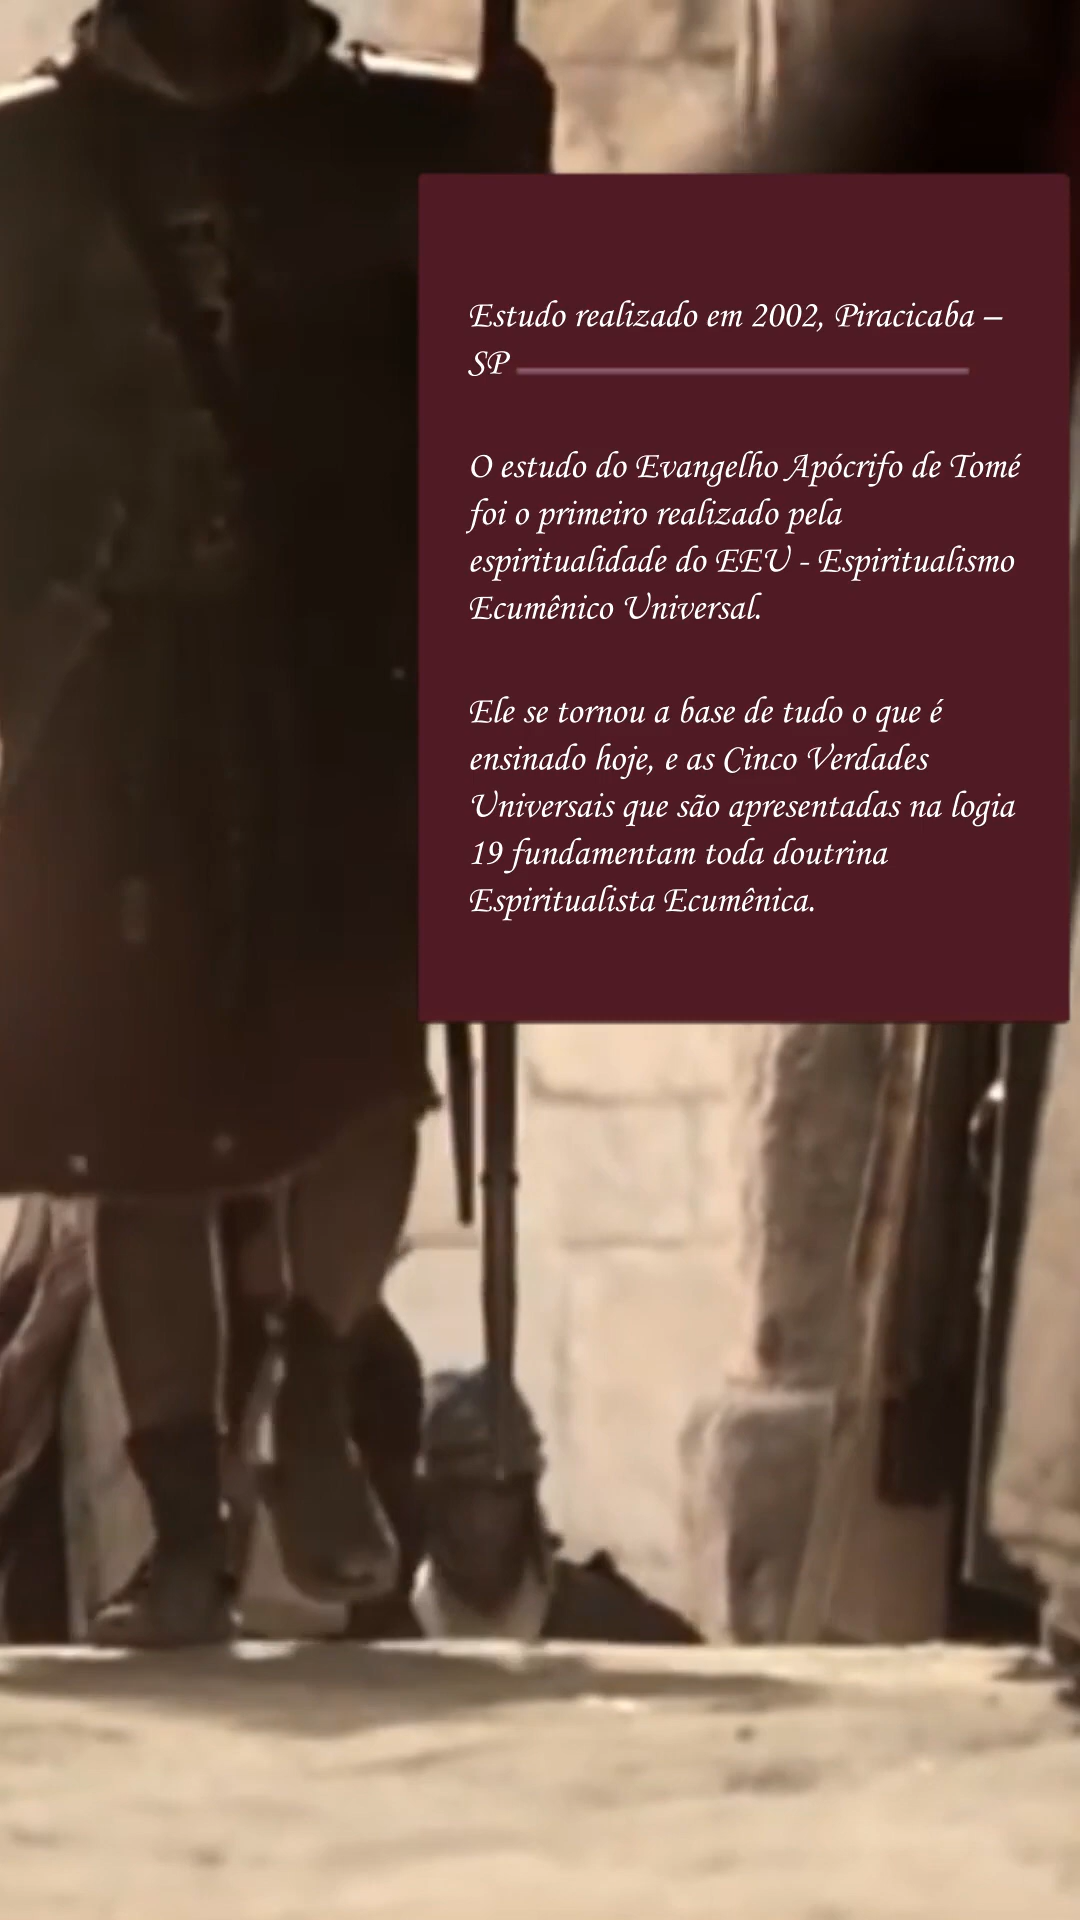 Estudo realizado em 2002, Piracicaba –
SP
O estudo do Evangelho Apócrifo de Tomé
foi o primeiro realizado pela
espiritualidade do EEU - Espiritualismo
Ecumênico Universal.
Ele se tornou a base de tudo o que é
ensinado hoje, e as Cinco Verdades
Universais que são apresentadas na logia
19 fundamentam toda doutrina
Espiritualista Ecumênica.